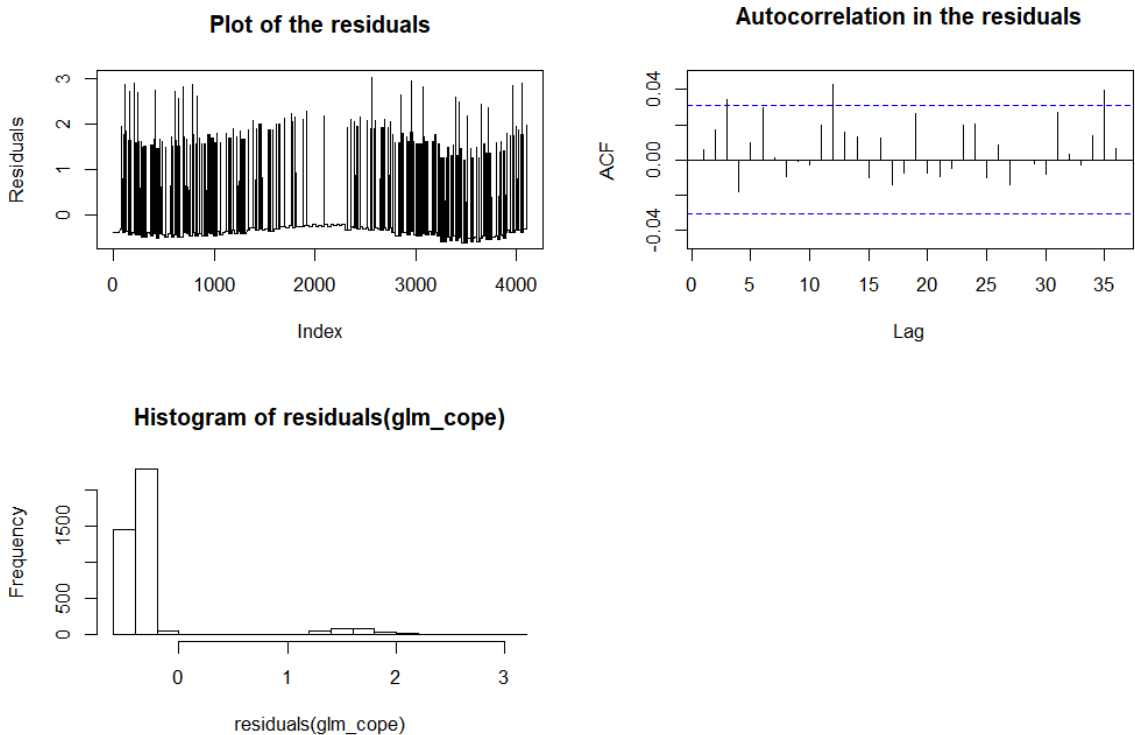 Plot of the residuals
Residuals
3
2
1
0
0 1000 2000 3000 4000
Index
Autocorrelation in the residuals
ACF
0.04
0.00
-0.04
0 5 10 15 20 25 30 35
Lag
Histogram of residuals(glm_cope)
Frequency
1500
500
0
0 1 2 3
residuals(glm_cope)